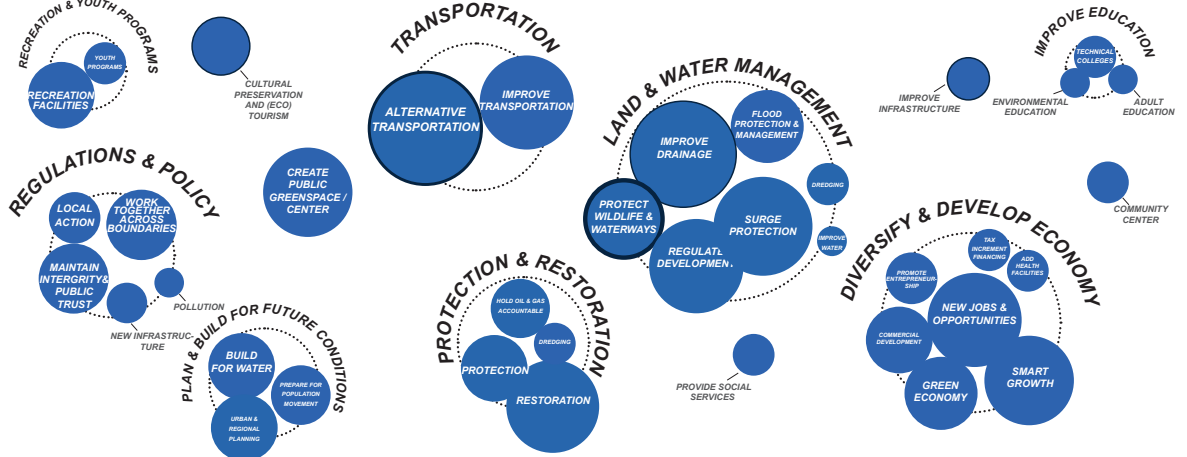 RECREATION & YOUTH PROGRAMS
YOUTH
PROGRAMS
RECREATION
FACILITIES
CULTURAL
PRESERVATION
AND (ECO)
TOURISM
TRANSPORTATION
ALTERNATIVE
TRANSPORTATION
IMPROVE
TRANSPORTATION
LAND & WATER MANAGEMENT
IMPROVE
DRAINAGE
FLOOD
PROTECTION &
MANAGEMENT
DREDGING
PROTECT
WILDLIFE &
WATERWAYS
SURGE
PROTECTION
IMPROVE
WATER
REGULATE
DEVELOPMENT
IMPROVE
INFRASTRUCTURE
IMPROVE EDUCATION
TECHNICAL
COLLEGES
ENVIRONMENTAL
EDUCATION
ADULT
EDUCATION
COMMUNITY
CENTER
REGULATIONS & POLICY
LOCAL
ACTION
WORK
TOGETHER
ACROSS
BOUNDARIES
MAINTAIN
INTERGRITY&
PUBLIC
TRUST
POLLUTION
NEW INFRASTRUC-
TURE
CREATE
PUBLIC
GREENSPACE /
CENTER
PLAN & BUILD FOR FUTURE CONDITIONS
BUILD
FOR WATER
PREPARE FOR
POPULATION
MOVEMENT
URBAN &
REGIONAL
PLANNING
PROTECTION & RESTORATION
HOLD OIL & GAS
ACCOUNTABLE
DREDGING
PROTECTION
RESTORATION
PROVIDE SOCIAL
SERVICES
DIVERSIFY & DEVELOP ECONOMY
TAX
INCREMENT
FINANCING
ADD
HEALTH
FACILITIES
PROMOTE
ENTREPRENEUR-
SHIP
NEW JOBS &
OPPORTUNITIES
COMMERCIAL
DEVELOPMENT
GREEN
ECONOMY
SMART
GROWTH